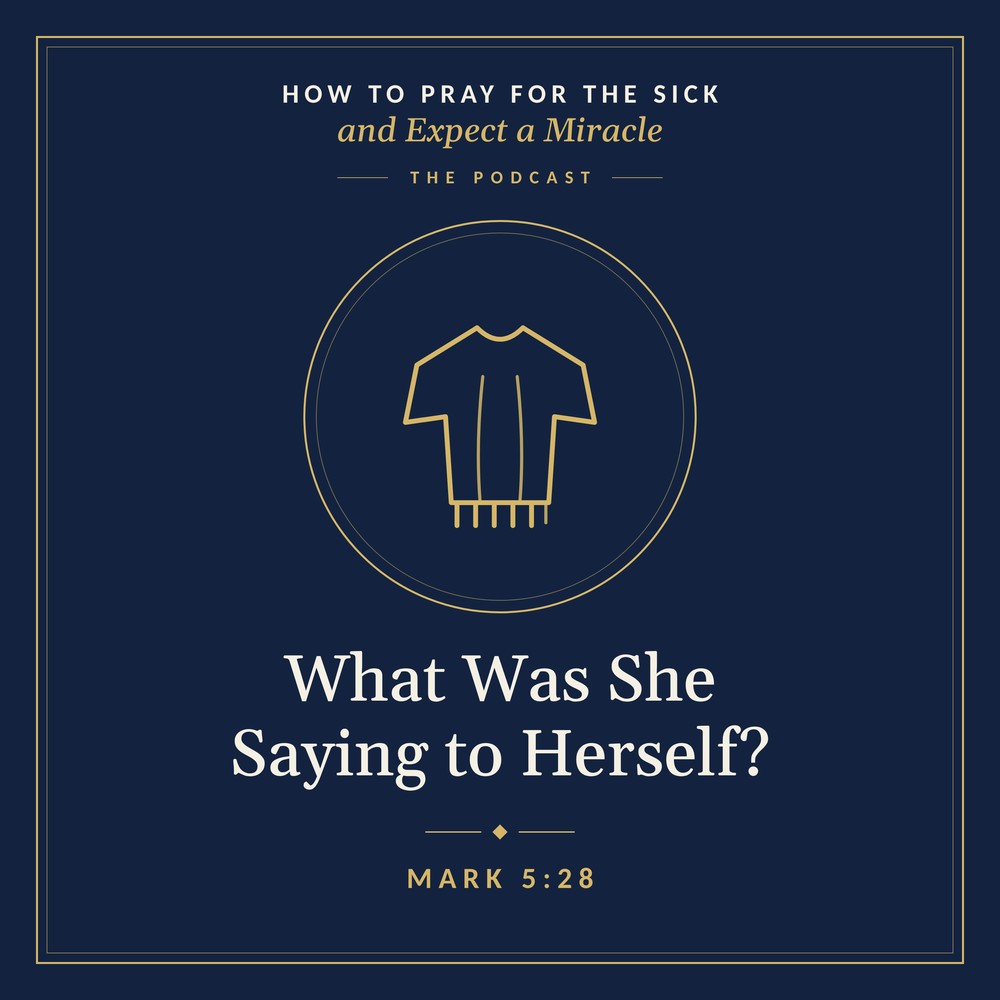 HOW TO PRAY FOR THE SICK
and Expect a Miracle
THE PODCAST
What Was She
Saying to Herself?
MARK 5:28